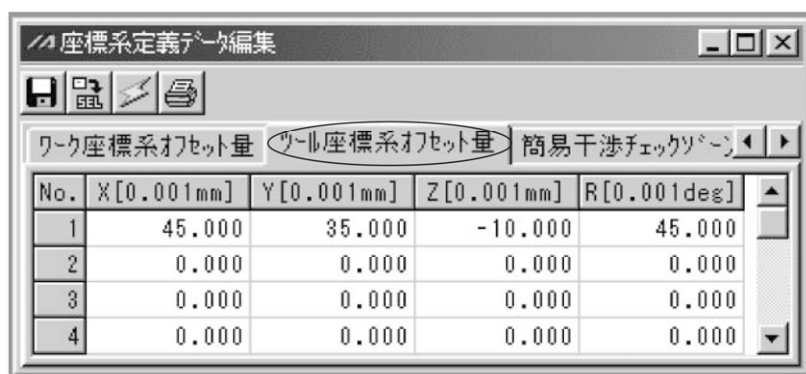 座標系定義ﾃﾞｰﾀ編集
SEL
ﾜｰｸ座標系ｵﾌｾｯﾄ量 ﾂｰﾙ座標系ｵﾌｾｯﾄ量 簡易干渉ﾁｪｯｸｿﾞｰﾝ
No. X[0.001mm] Y[0.001mm] Z[0.001mm] R[0.001deg]
1 45.000 35.000 -10.000 45.000
2 0.000 0.000 0.000 0.000
3 0.000 0.000 0.000 0.000
4 0.000 0.000 0.000 0.000